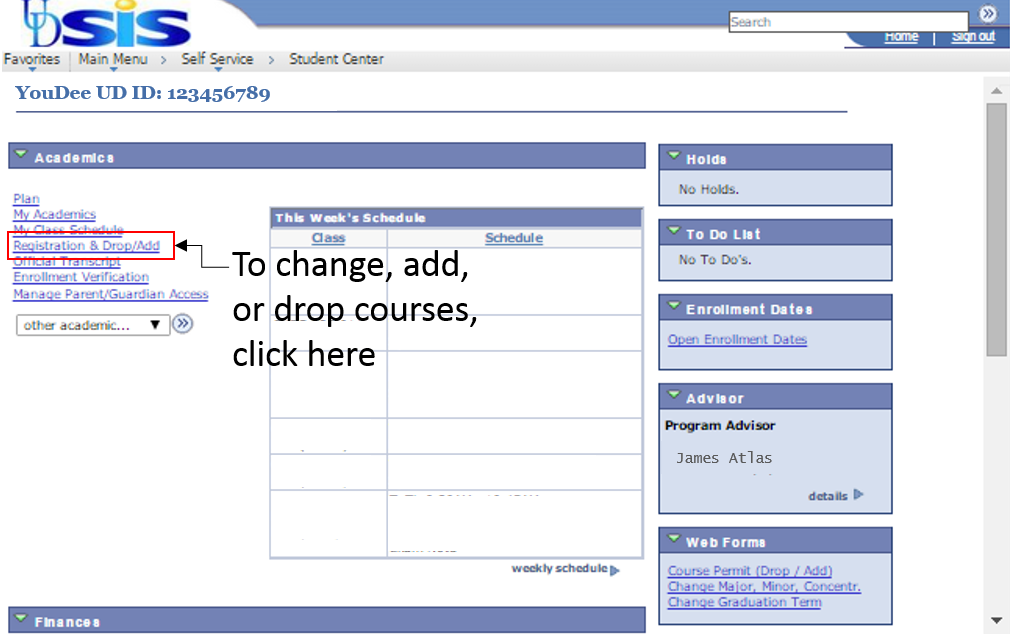 UDSIS
Search
Home | Sign out
Favorites Main Menu > Self Service > Student Center
YouDee UD ID: 123456789
Academics
Plan
My Academics
My Class Schedule
Registration & Drop/Add
Official Transcript
Enrollment Verification
Manage Parent/Guardian Access
other academic...
This Week's Schedule
Class Schedule
To change, add,
or drop courses,
click here
weekly schedule
Holds
No Holds.
To Do List
No To Do's.
Enrollment Dates
Open Enrollment Dates
Advisor
Program Advisor
James Atlas
details
Web Forms
Course Permit (Drop / Add)
Change Major, Minor, Concentr.
Change Graduation Term
Finances